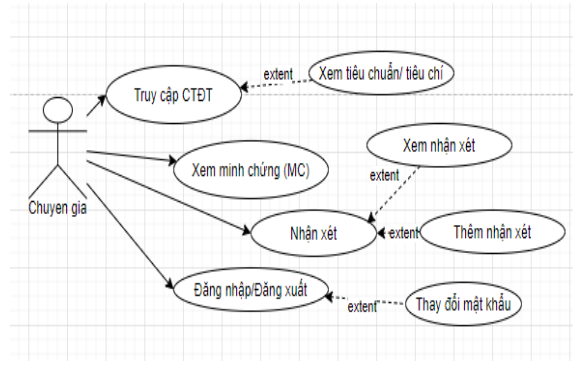 extent
Xem tiêu chuẩn/ tiêu chí
Truy cập CTĐT
Xem nhận xét
Xem minh chứng (MC)
extent
Chuyen gia
Nhận xét
extent
Thêm nhận xét
Đăng nhập/Đăng xuất
extent
Thay đổi mật khẩu